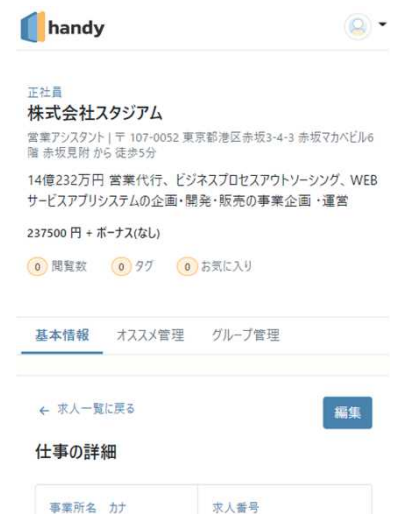 handy
正社員
株式会社スタジアム
営業アシスタント | 〒 107-0052 東京都港区赤坂3-4-3 赤坂マカベビル6
階 赤坂見附 から 徒歩5分
14億232万円 営業代行、ビジネスプロセスアウトソーシング、WEB
サービスアプリシステムの企画・開発・販売の事業企画・運営
237500 円 + ボーナス(なし)
0 閲覧数 0 タグ 0 お気に入り
基本情報 オススメ管理 グループ管理
← 求人一覧に戻る 編集
仕事の詳細
事業所名 カナ 求人番号